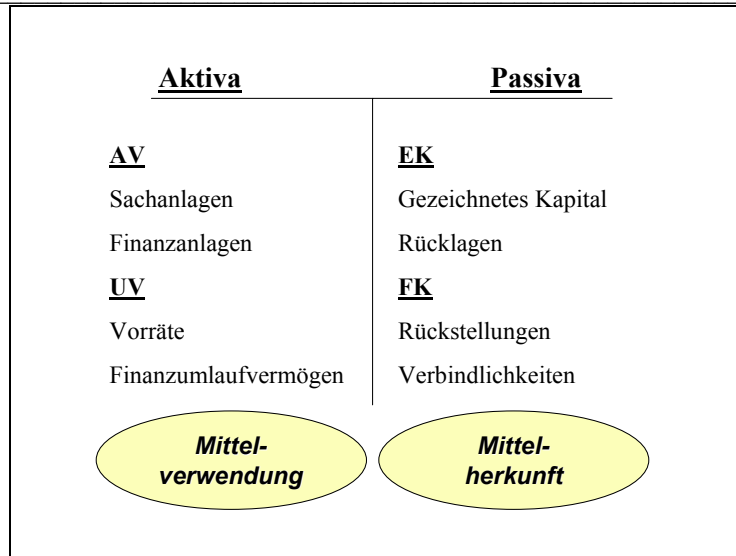 Aktiva Passiva
AV EK
Sachanlagen Gezeichnetes Kapital
Finanzanlagen Rücklagen
UV FK
Vorräte Rückstellungen
Finanzumlaufvermögen Verbindlichkeiten
Mittel- Mittel-
verwendung herkunft